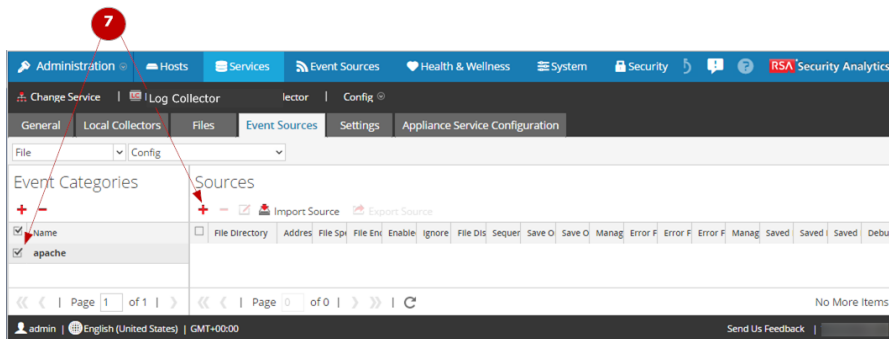 7
Administration Hosts Services Event Sources Health & Wellness System Security RSA Security Analytics
Change Service | Log Collector lector | Config
General Local Collectors Files Event Sources Settings Appliance Service Configuration
File Config
Event Categories Sources
+ − + − Import Source Export Source
Name File Directory Addres File Spe File Enc Enable Ignore File Dis Sequer Save O Save O Manag Error F Error F Error F Manag Saved Saved Saved Debu
apache
<< < | Page 1 of 1 | > << < | Page 0 of 0 | > >> | No More Items
admin | English (United States) | GMT+00:00 Send Us Feedback |